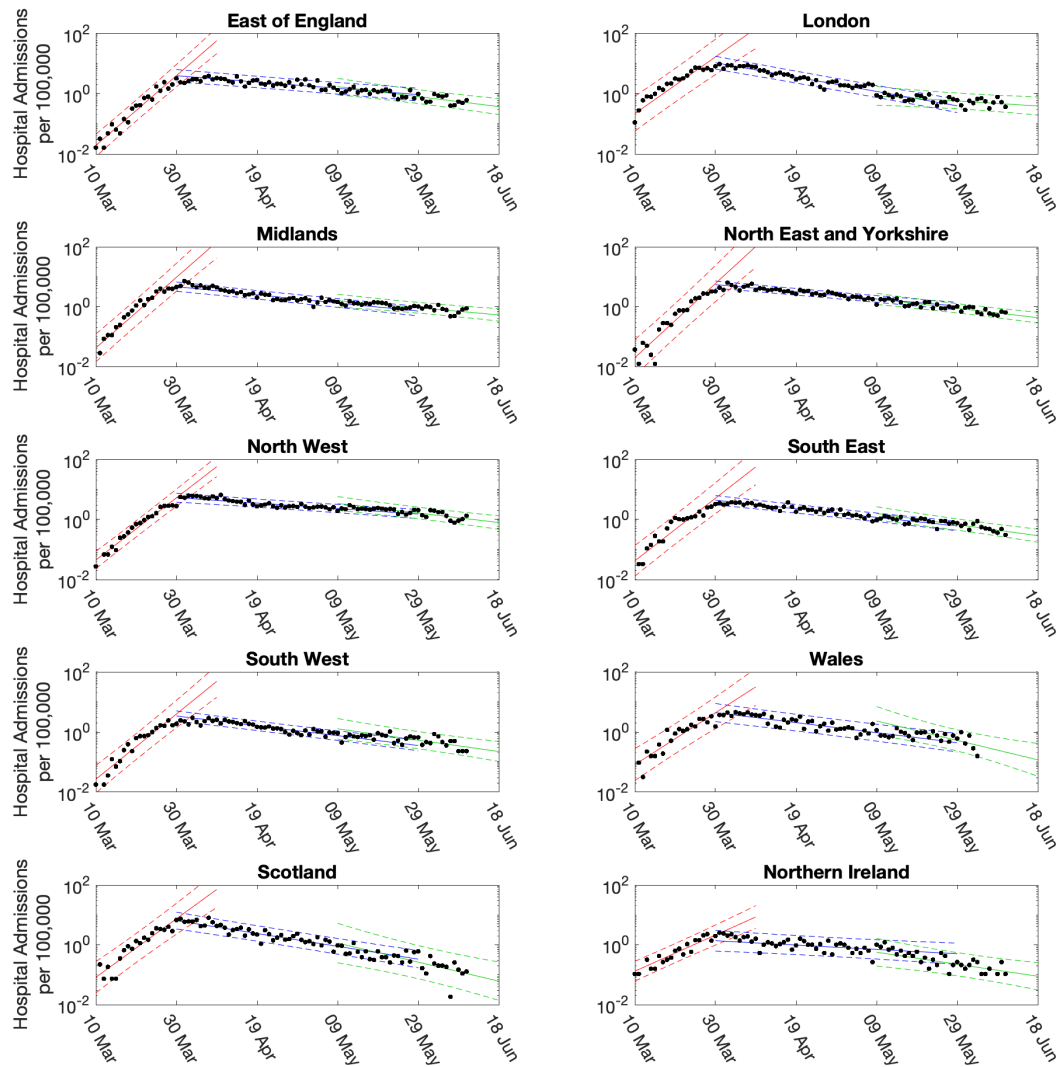 East of England
Hospital Admissions
per 100,000
10^2
10^0
10^-2
10 Mar
30 Mar
19 Apr
09 May
29 May
18 Jun
London
10^2
10^0
10^-2
10 Mar
30 Mar
19 Apr
09 May
29 May
18 Jun
Midlands
Hospital Admissions
per 100,000
10^2
10^0
10^-2
10 Mar
30 Mar
19 Apr
09 May
29 May
18 Jun
North East and Yorkshire
10^2
10^0
10^-2
10 Mar
30 Mar
19 Apr
09 May
29 May
18 Jun
North West
Hospital Admissions
per 100,000
10^2
10^0
10^-2
10 Mar
30 Mar
19 Apr
09 May
29 May
18 Jun
South East
10^2
10^0
10^-2
10 Mar
30 Mar
19 Apr
09 May
29 May
18 Jun
South West
Hospital Admissions
per 100,000
10^2
10^0
10^-2
10 Mar
30 Mar
19 Apr
09 May
29 May
18 Jun
Wales
10^2
10^0
10^-2
10 Mar
30 Mar
19 Apr
09 May
29 May
18 Jun
Scotland
Hospital Admissions
per 100,000
10^2
10^0
10^-2
10 Mar
30 Mar
19 Apr
09 May
29 May
18 Jun
Northern Ireland
10^2
10^0
10^-2
10 Mar
30 Mar
19 Apr
09 May
29 May
18 Jun